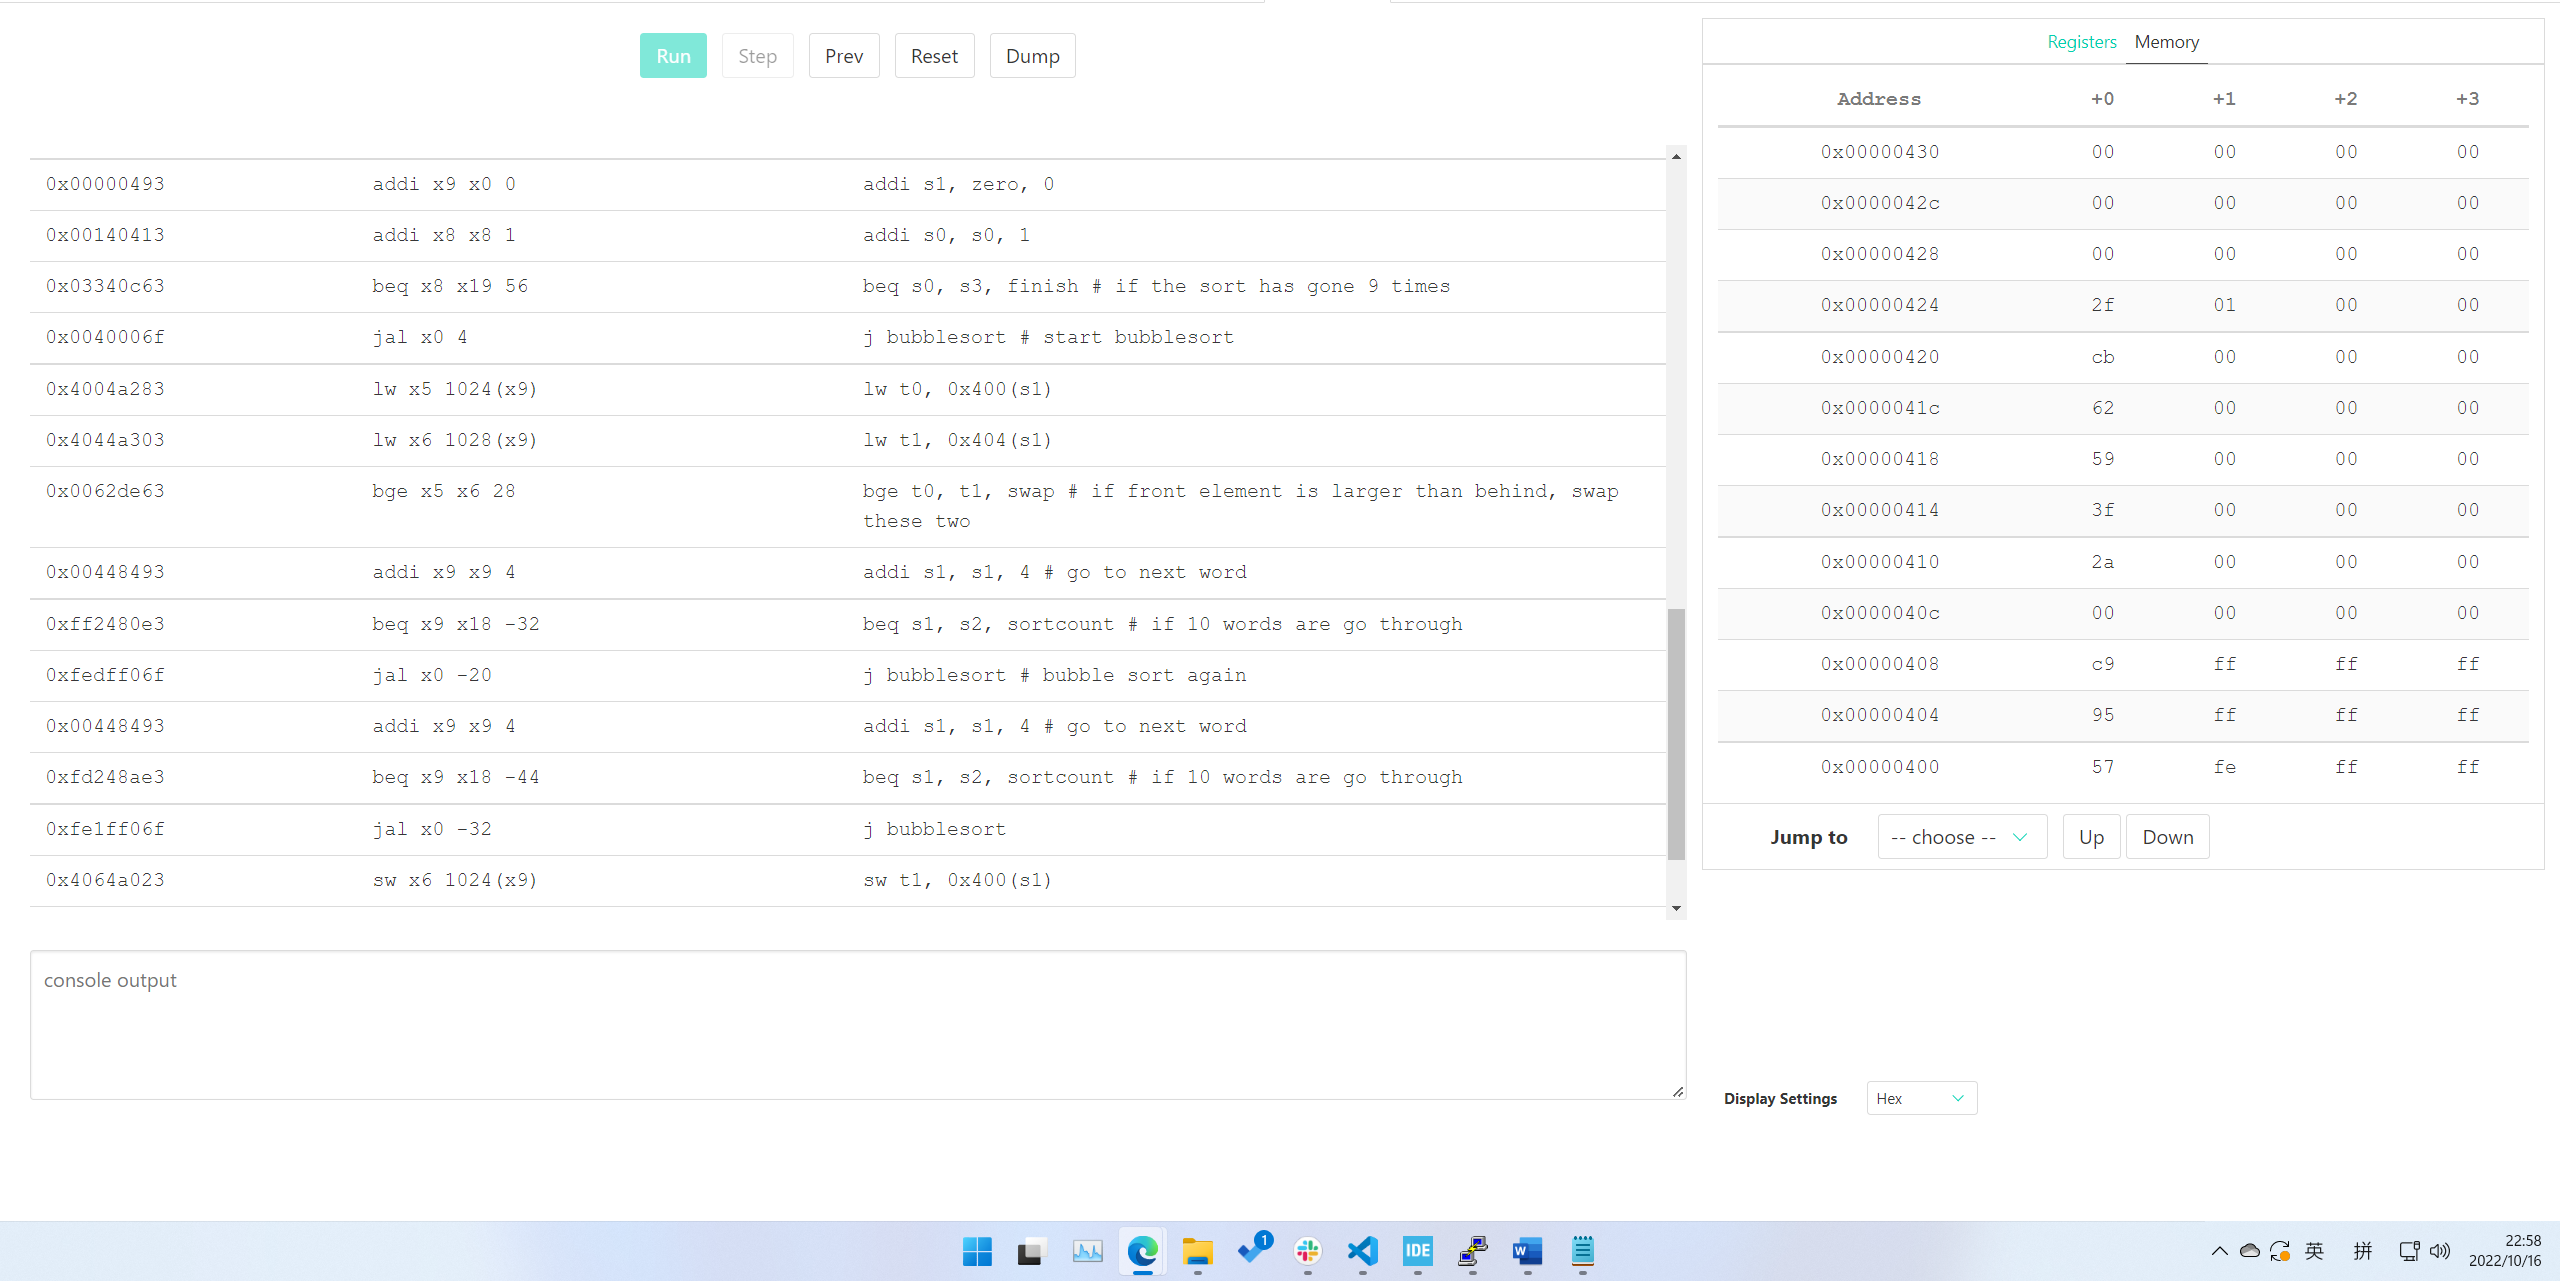 Run Step Prev Reset Dump
0x00000493 addi x9 x0 0 addi s1, zero, 0
0x00140413 addi x8 x8 1 addi s0, s0, 1
0x03340c63 beq x8 x19 56 beq s0, s3, finish # if the sort has gone 9 times
0x0040006f jal x0 4 j bubblesort # start bubblesort
0x4004a283 lw x5 1024(x9) lw t0, 0x400(s1)
0x4044a303 lw x6 1028(x9) lw t1, 0x404(s1)
0x0062de63 bge x5 x6 28 bge t0, t1, swap # if front element is larger than behind, swap
these two
0x00448493 addi x9 x9 4 addi s1, s1, 4 # go to next word
0xff2480e3 beq x9 x18 -32 beq s1, s2, sortcount # if 10 words are go through
0xfedff06f jal x0 -20 j bubblesort # bubble sort again
0x00448493 addi x9 x9 4 addi s1, s1, 4 # go to next word
0xfd248ae3 beq x9 x18 -44 beq s1, s2, sortcount # if 10 words are go through
0xfe1ff06f jal x0 -32 j bubblesort
0x4064a023 sw x6 1024(x9) sw t1, 0x400(s1)
console output
Registers Memory
Address +0 +1 +2 +3
0x00000430 00 00 00 00
0x0000042c 00 00 00 00
0x00000428 00 00 00 00
0x00000424 2f 01 00 00
0x00000420 cb 00 00 00
0x0000041c 62 00 00 00
0x00000418 59 00 00 00
0x00000414 3f 00 00 00
0x00000410 2a 00 00 00
0x0000040c 00 00 00 00
0x00000408 c9 ff ff ff
0x00000404 95 ff ff ff
0x00000400 57 fe ff ff
Jump to -- choose -- Up Down
Display Settings Hex
1
IDE
W
英 拼
22:58
2022/10/16